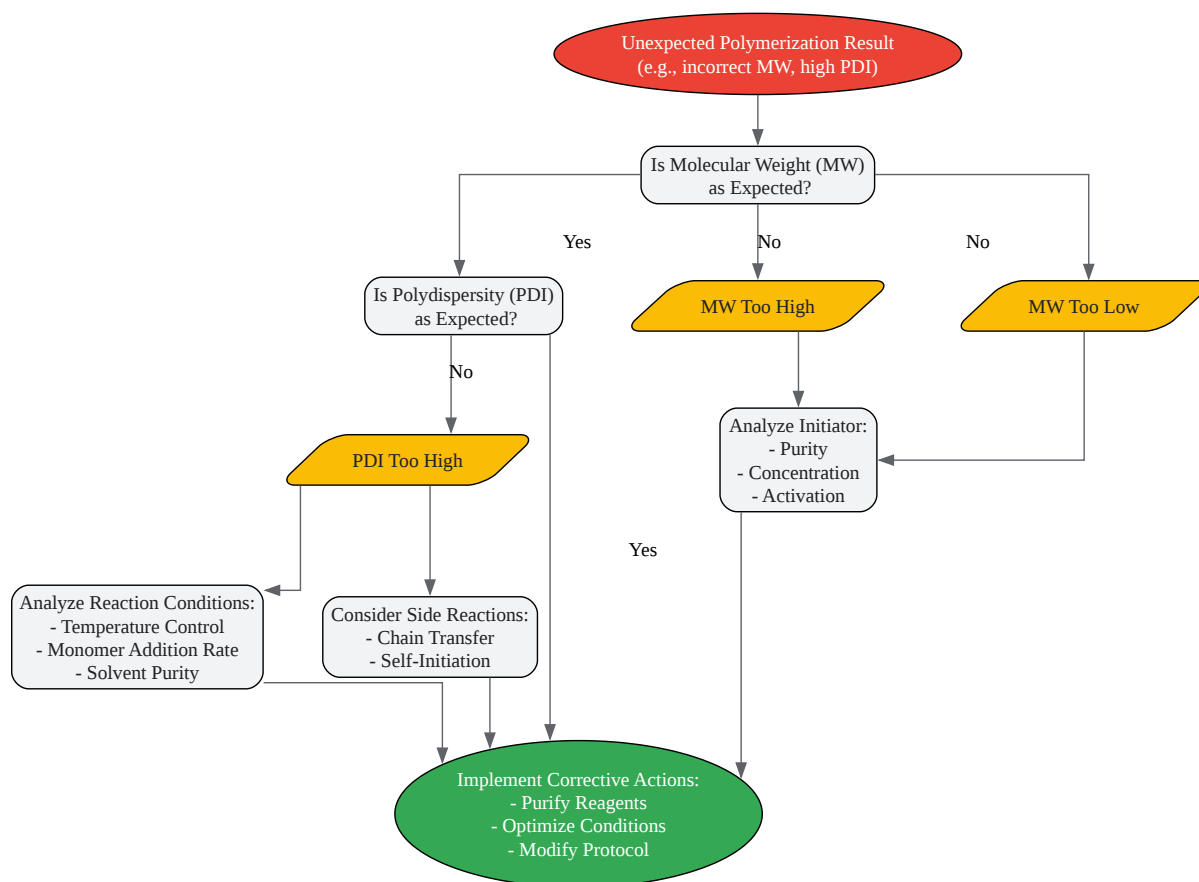 Unexpected Polymerization Result
(e.g., incorrect MW, high PDI)
Is Molecular Weight (MW)
as Expected?
Yes
No
No
Is Polydispersity (PDI)
as Expected?
MW Too High
MW Too Low
No
PDI Too High
Analyze Initiator:
- Purity
- Concentration
- Activation
Yes
Analyze Reaction Conditions:
- Temperature Control
- Monomer Addition Rate
- Solvent Purity
Consider Side Reactions:
- Chain Transfer
- Self-Initiation
Implement Corrective Actions:
- Purify Reagents
- Optimize Conditions
- Modify Protocol